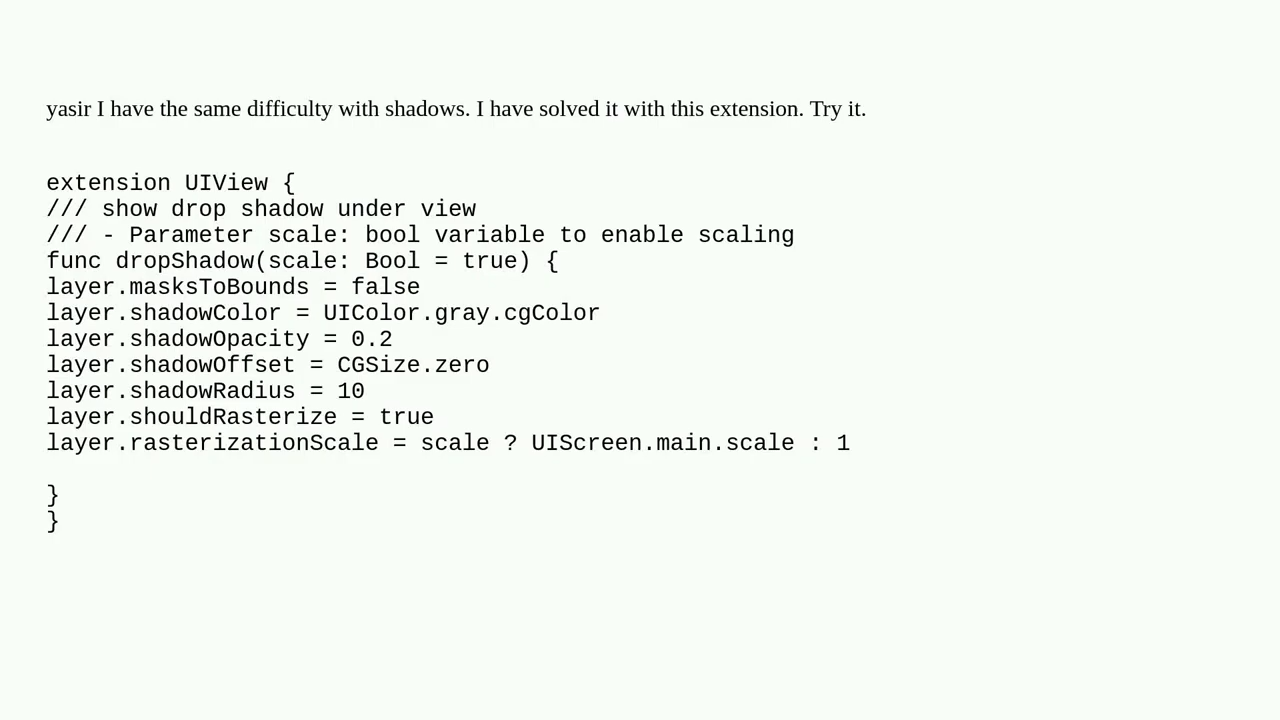 yasir I have the same difficulty with shadows. I have solved it with this extension. Try it.
extension UIView {
/// show drop shadow under view
/// - Parameter scale: bool variable to enable scaling
func dropShadow(scale: Bool = true) {
layer.masksToBounds = false
layer.shadowColor = UIColor.gray.cgColor
layer.shadowOpacity = 0.2
layer.shadowOffset = CGSize.zero
layer.shadowRadius = 10
layer.shouldRasterize = true
layer.rasterizationScale = scale ? UIScreen.main.scale : 1
}
}